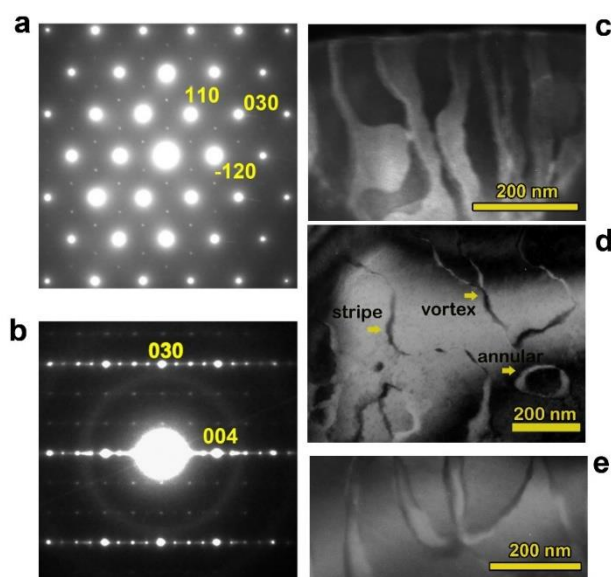 a
110
030
-120
b
030
004
c
200 nm
d
stripe
vortex
annular
200 nm
e
200 nm